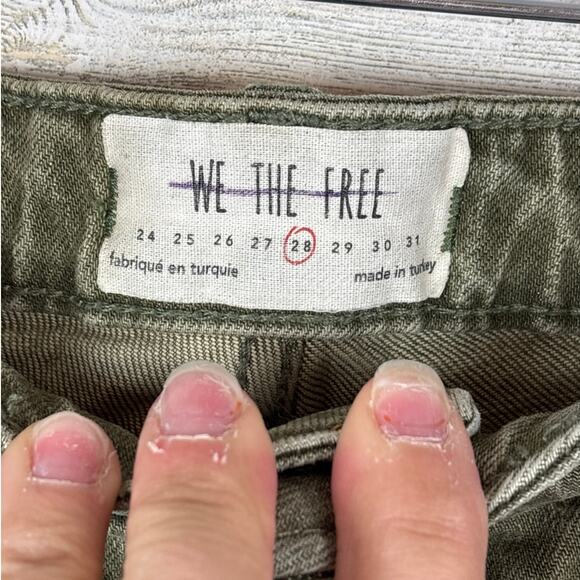 WE THE FREE
24 25 26 27 28 29 30 31
fabriqué en turquie made in turkey